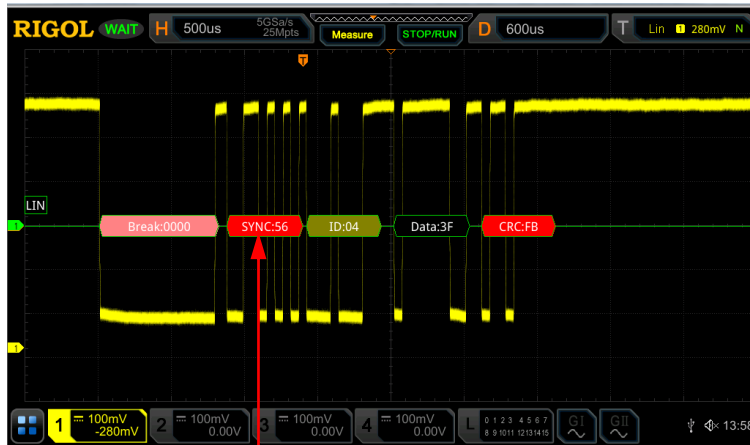 RIGOL WAIT H 500us 5GSa/s 25Mpts Measure STOP/RUN D 600us T Lin 1 280mV N
T
LIN
1 Break:0000 SYNC:56 ID:04 Data:3F CRC:FB
1
1 100mV -280mV 2 100mV 0.00V 3 100mV 0.00V 4 100mV 0.00V L 0 1 2 3 4 5 6 7 8 9 10 11 12 13 14 15 GI GII 13:50